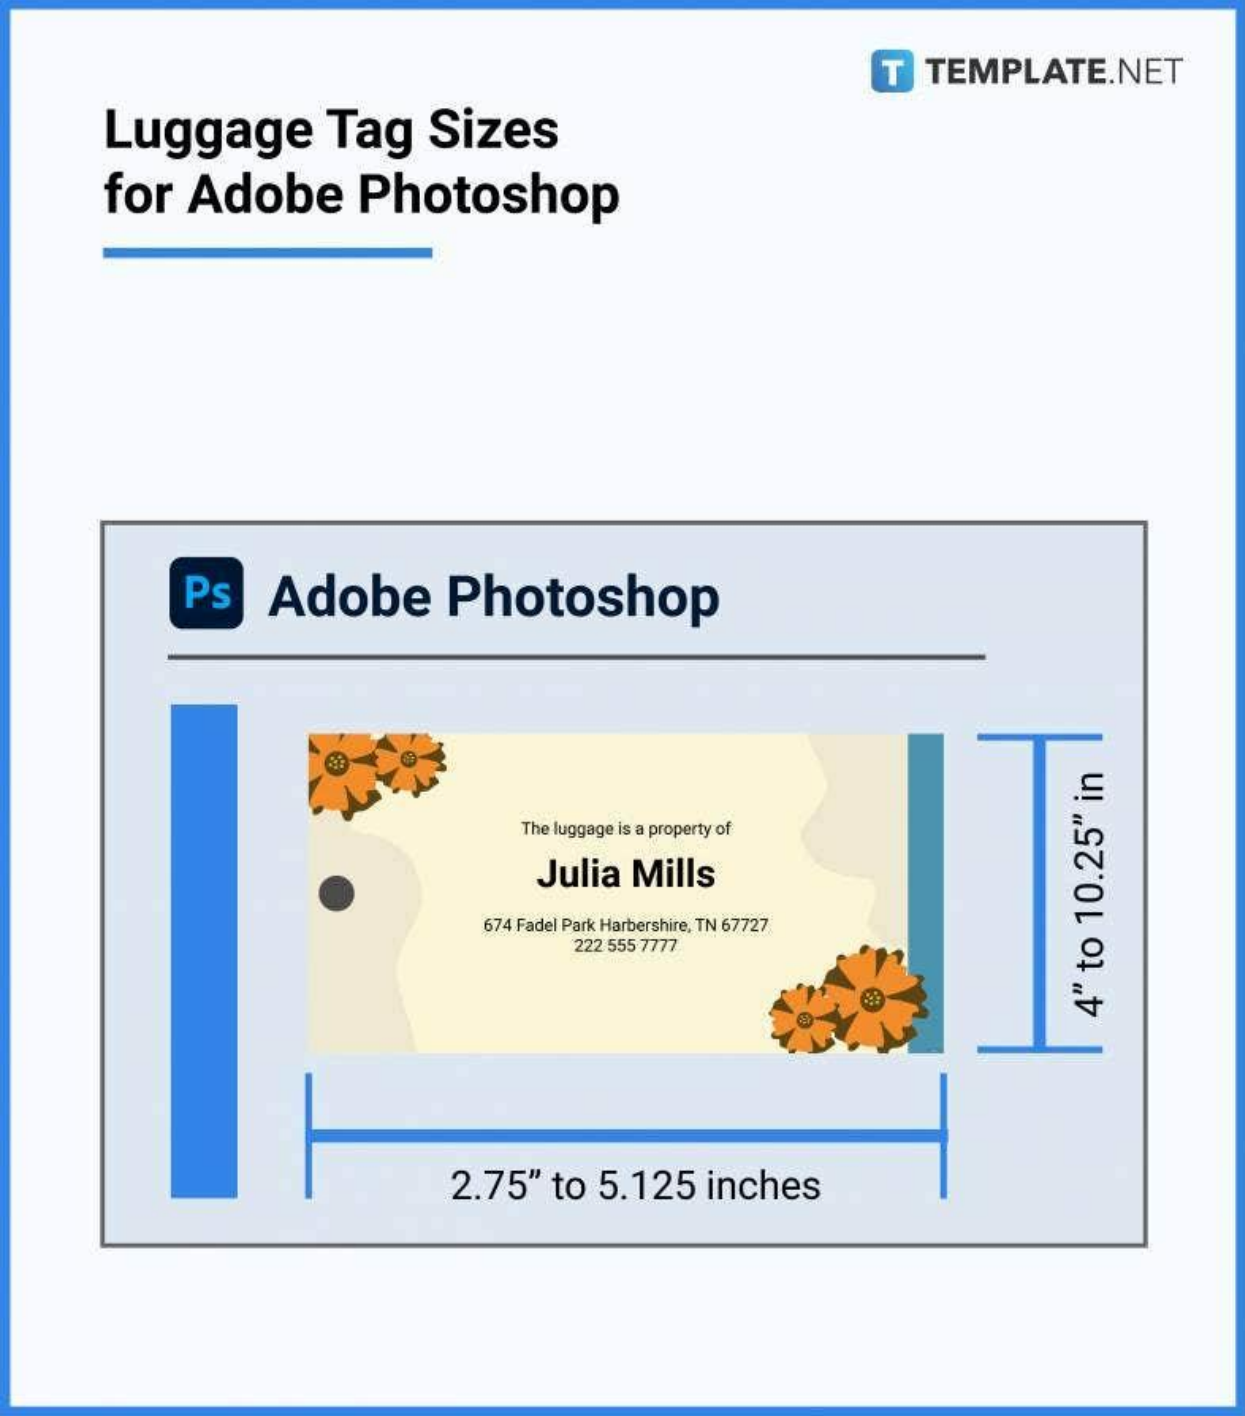 T TEMPLATE.NET
Luggage Tag Sizes
for Adobe Photoshop
Ps Adobe Photoshop
The luggage is a property of
Julia Mills
674 Fadel Park Harbershire, TN 67727
222 555 7777
4” to 10.25” in
2.75” to 5.125 inches